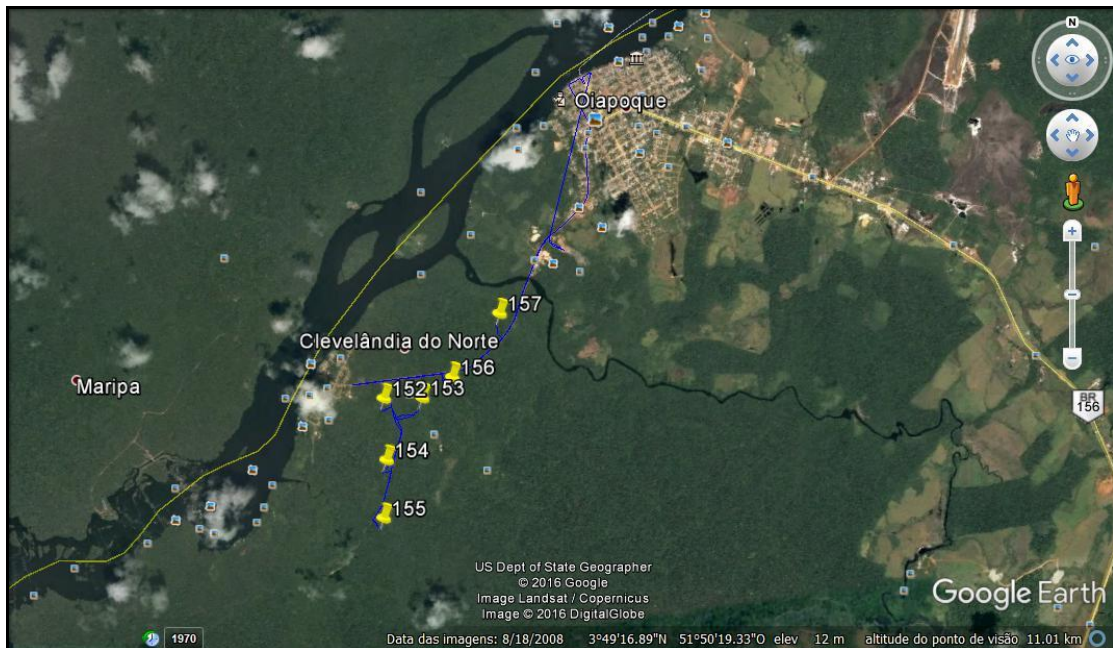 N
Oiapoque
157
Clevelândia do Norte
156
Maripa
152
153
BR
156
154
155
US Dept of State Geographer
© 2016 Google
Image Landsat / Copernicus
Image © 2016 DigitalGlobe
Google Earth
1970
Data das imagens: 8/18/2008 3°49'16.89"N 51°50'19.33"O elev 12 m altitude do ponto de visão 11.01 km